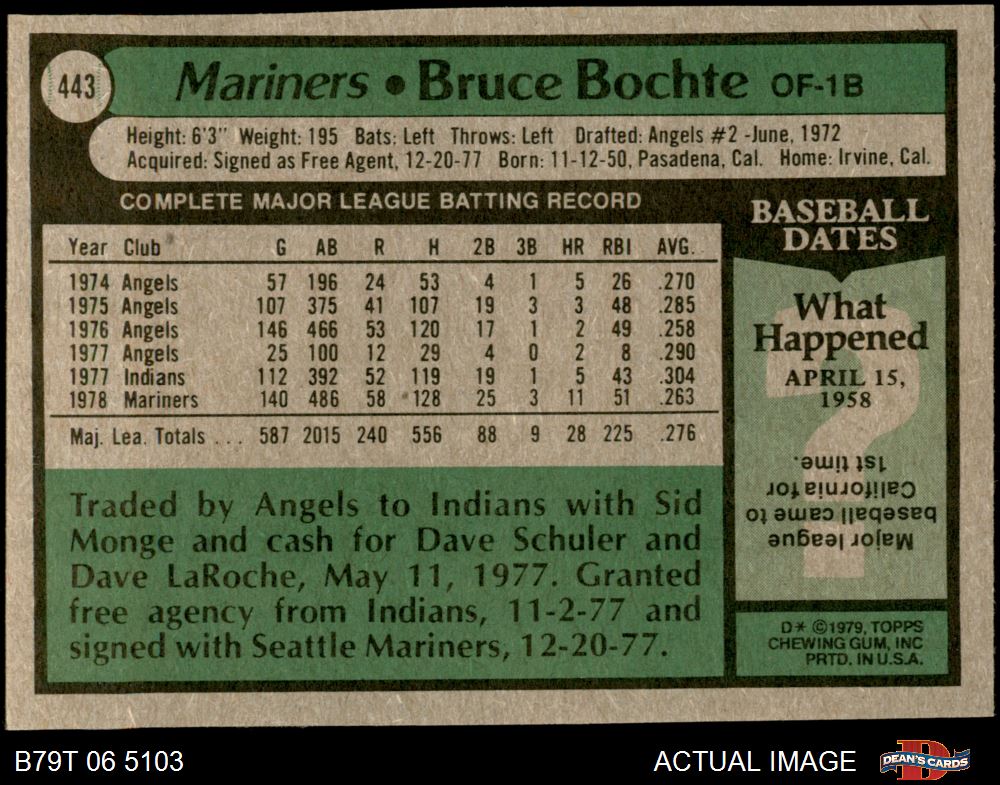 443
Mariners • Bruce Bochte OF-1B
Height: 6'3" Weight: 195 Bats: Left Throws: Left Drafted: Angels #2 -June, 1972
Acquired: Signed as Free Agent, 12-20-77 Born: 11-12-50, Pasadena, Cal. Home: Irvine, Cal.
COMPLETE MAJOR LEAGUE BATTING RECORD
Year Club G AB R H 2B 3B HR RBI AVG.
1974 Angels 57 196 24 53 4 1 5 26 .270
1975 Angels 107 375 41 107 19 3 3 48 .285
1976 Angels 146 466 53 120 17 1 2 49 .258
1977 Angels 25 100 12 29 4 0 2 8 .290
1977 Indians 112 392 52 119 19 1 5 43 .304
1978 Mariners 140 486 58 128 25 3 11 51 .263
Maj. Lea. Totals ... 587 2015 240 556 88 9 28 225 .276
Traded by Angels to Indians with Sid
Monge and cash for Dave Schuler and
Dave LaRoche, May 11, 1977. Granted
free agency from Indians, 11-2-77 and
signed with Seattle Mariners, 12-20-77.
BASEBALL
DATES
?
What
Happened
APRIL 15,
1958
Major league
baseball came to
California for
1st time.
D* ©1979, TOPPS
CHEWING GUM, INC
PRTD. IN U.S.A.
B79T 06 5103
ACTUAL IMAGE
D
DEAN'S CARDS